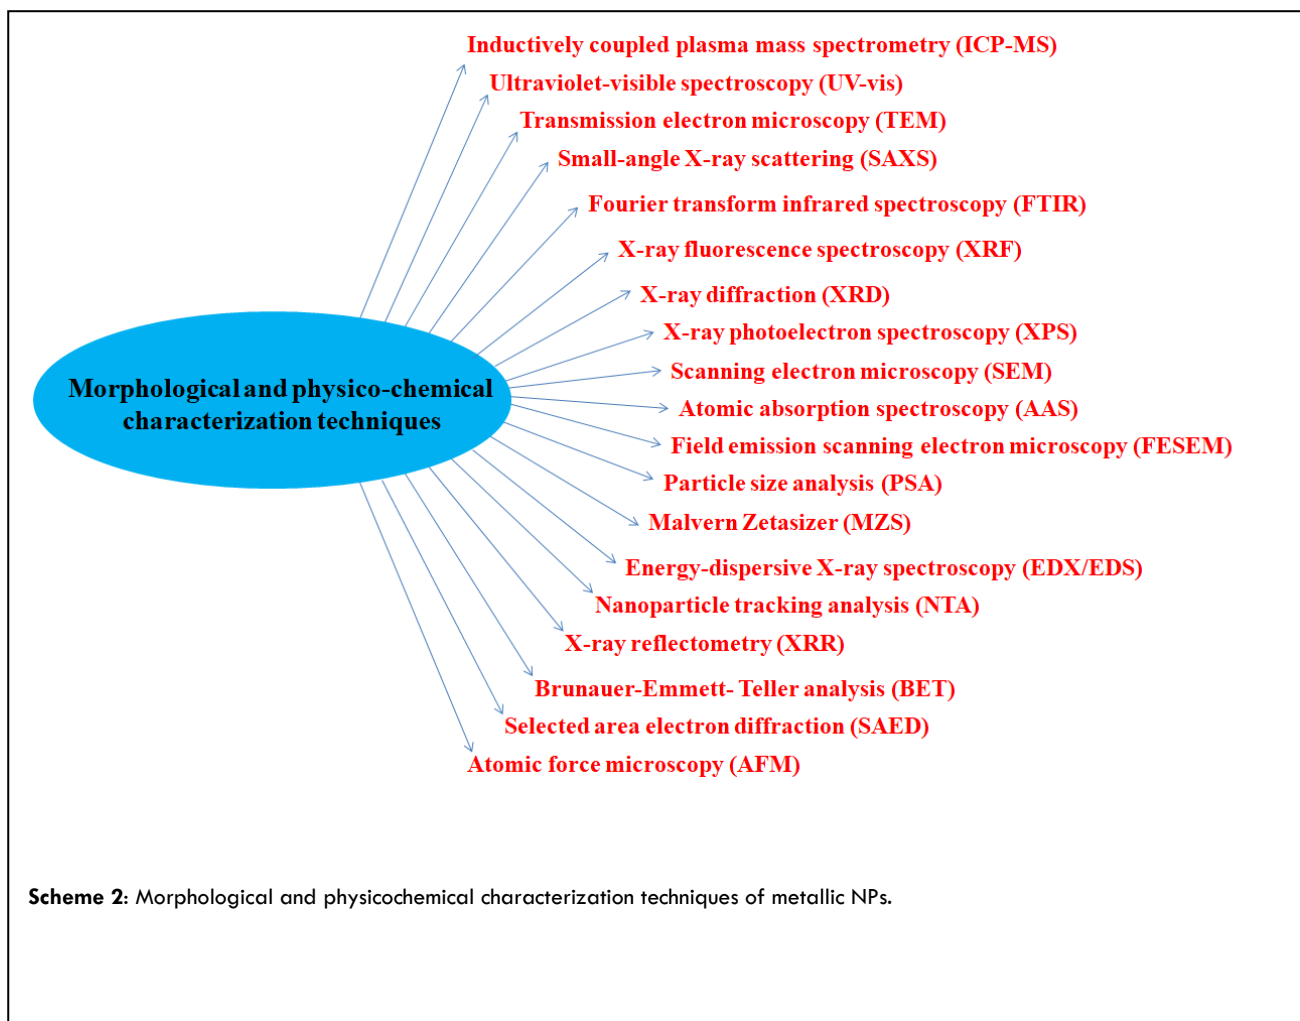 Inductively coupled plasma mass spectrometry (ICP-MS)
Ultraviolet-visible spectroscopy (UV-vis)
Transmission electron microscopy (TEM)
Small-angle X-ray scattering (SAXS)
Fourier transform infrared spectroscopy (FTIR)
X-ray fluorescence spectroscopy (XRF)
X-ray diffraction (XRD)
X-ray photoelectron spectroscopy (XPS)
Scanning electron microscopy (SEM)
Morphological and physico-chemical
characterization techniques
Atomic absorption spectroscopy (AAS)
Field emission scanning electron microscopy (FESEM)
Particle size analysis (PSA)
Malvern Zetasizer (MZS)
Energy-dispersive X-ray spectroscopy (EDX/EDS)
Nanoparticle tracking analysis (NTA)
X-ray reflectometry (XRR)
Brunauer-Emmett- Teller analysis (BET)
Selected area electron diffraction (SAED)
Atomic force microscopy (AFM)
Scheme 2: Morphological and physicochemical characterization techniques of metallic NPs.